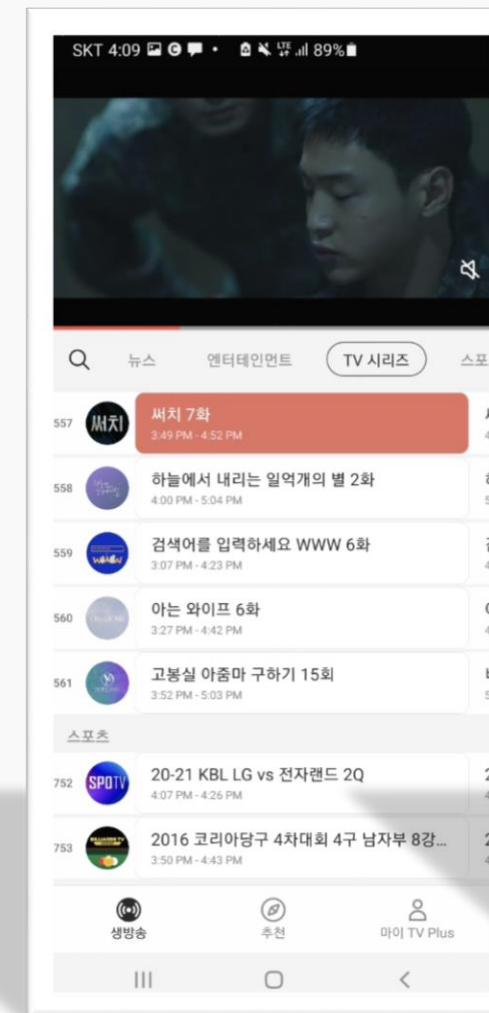 SKT 4:09 LTE 89%
뉴스 엔터테인먼트 TV 시리즈 스포
557 써치 써치 7화
3:49 PM - 4:52 PM
558 하늘에서 내리는 일억개의 별 2화
4:00 PM - 5:04 PM
559 WWW 검색어를 입력하세요 WWW 6화
3:07 PM - 4:23 PM
560 아는 와이프 6화
3:27 PM - 4:42 PM
561 고봉실 아줌마 구하기 15회
3:52 PM - 5:03 PM
스포츠
752 SPOTV 20-21 KBL LG vs 전자랜드 2Q
4:07 PM - 4:26 PM
753 2016 코리아당구 4차대회 4구 남자부 8강...
3:50 PM - 4:43 PM
생방송 추천 마이 TV Plus